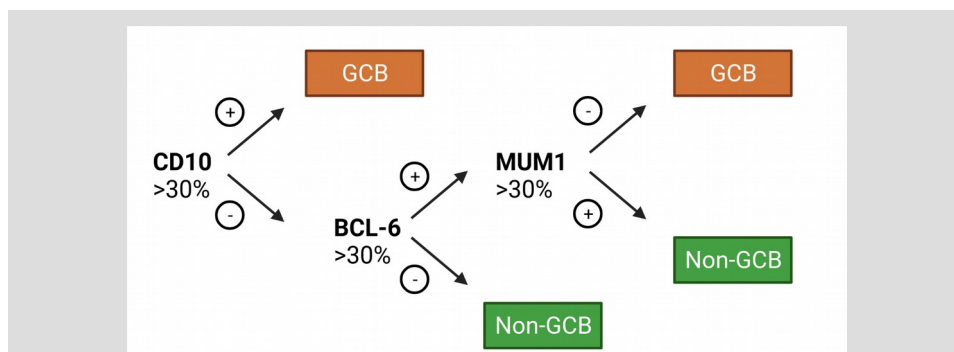 GCB
GCB
+
-
CD10
>30%
+
MUM1
>30%
-
+
BCL-6
>30%
-
Non-GCB
Non-GCB